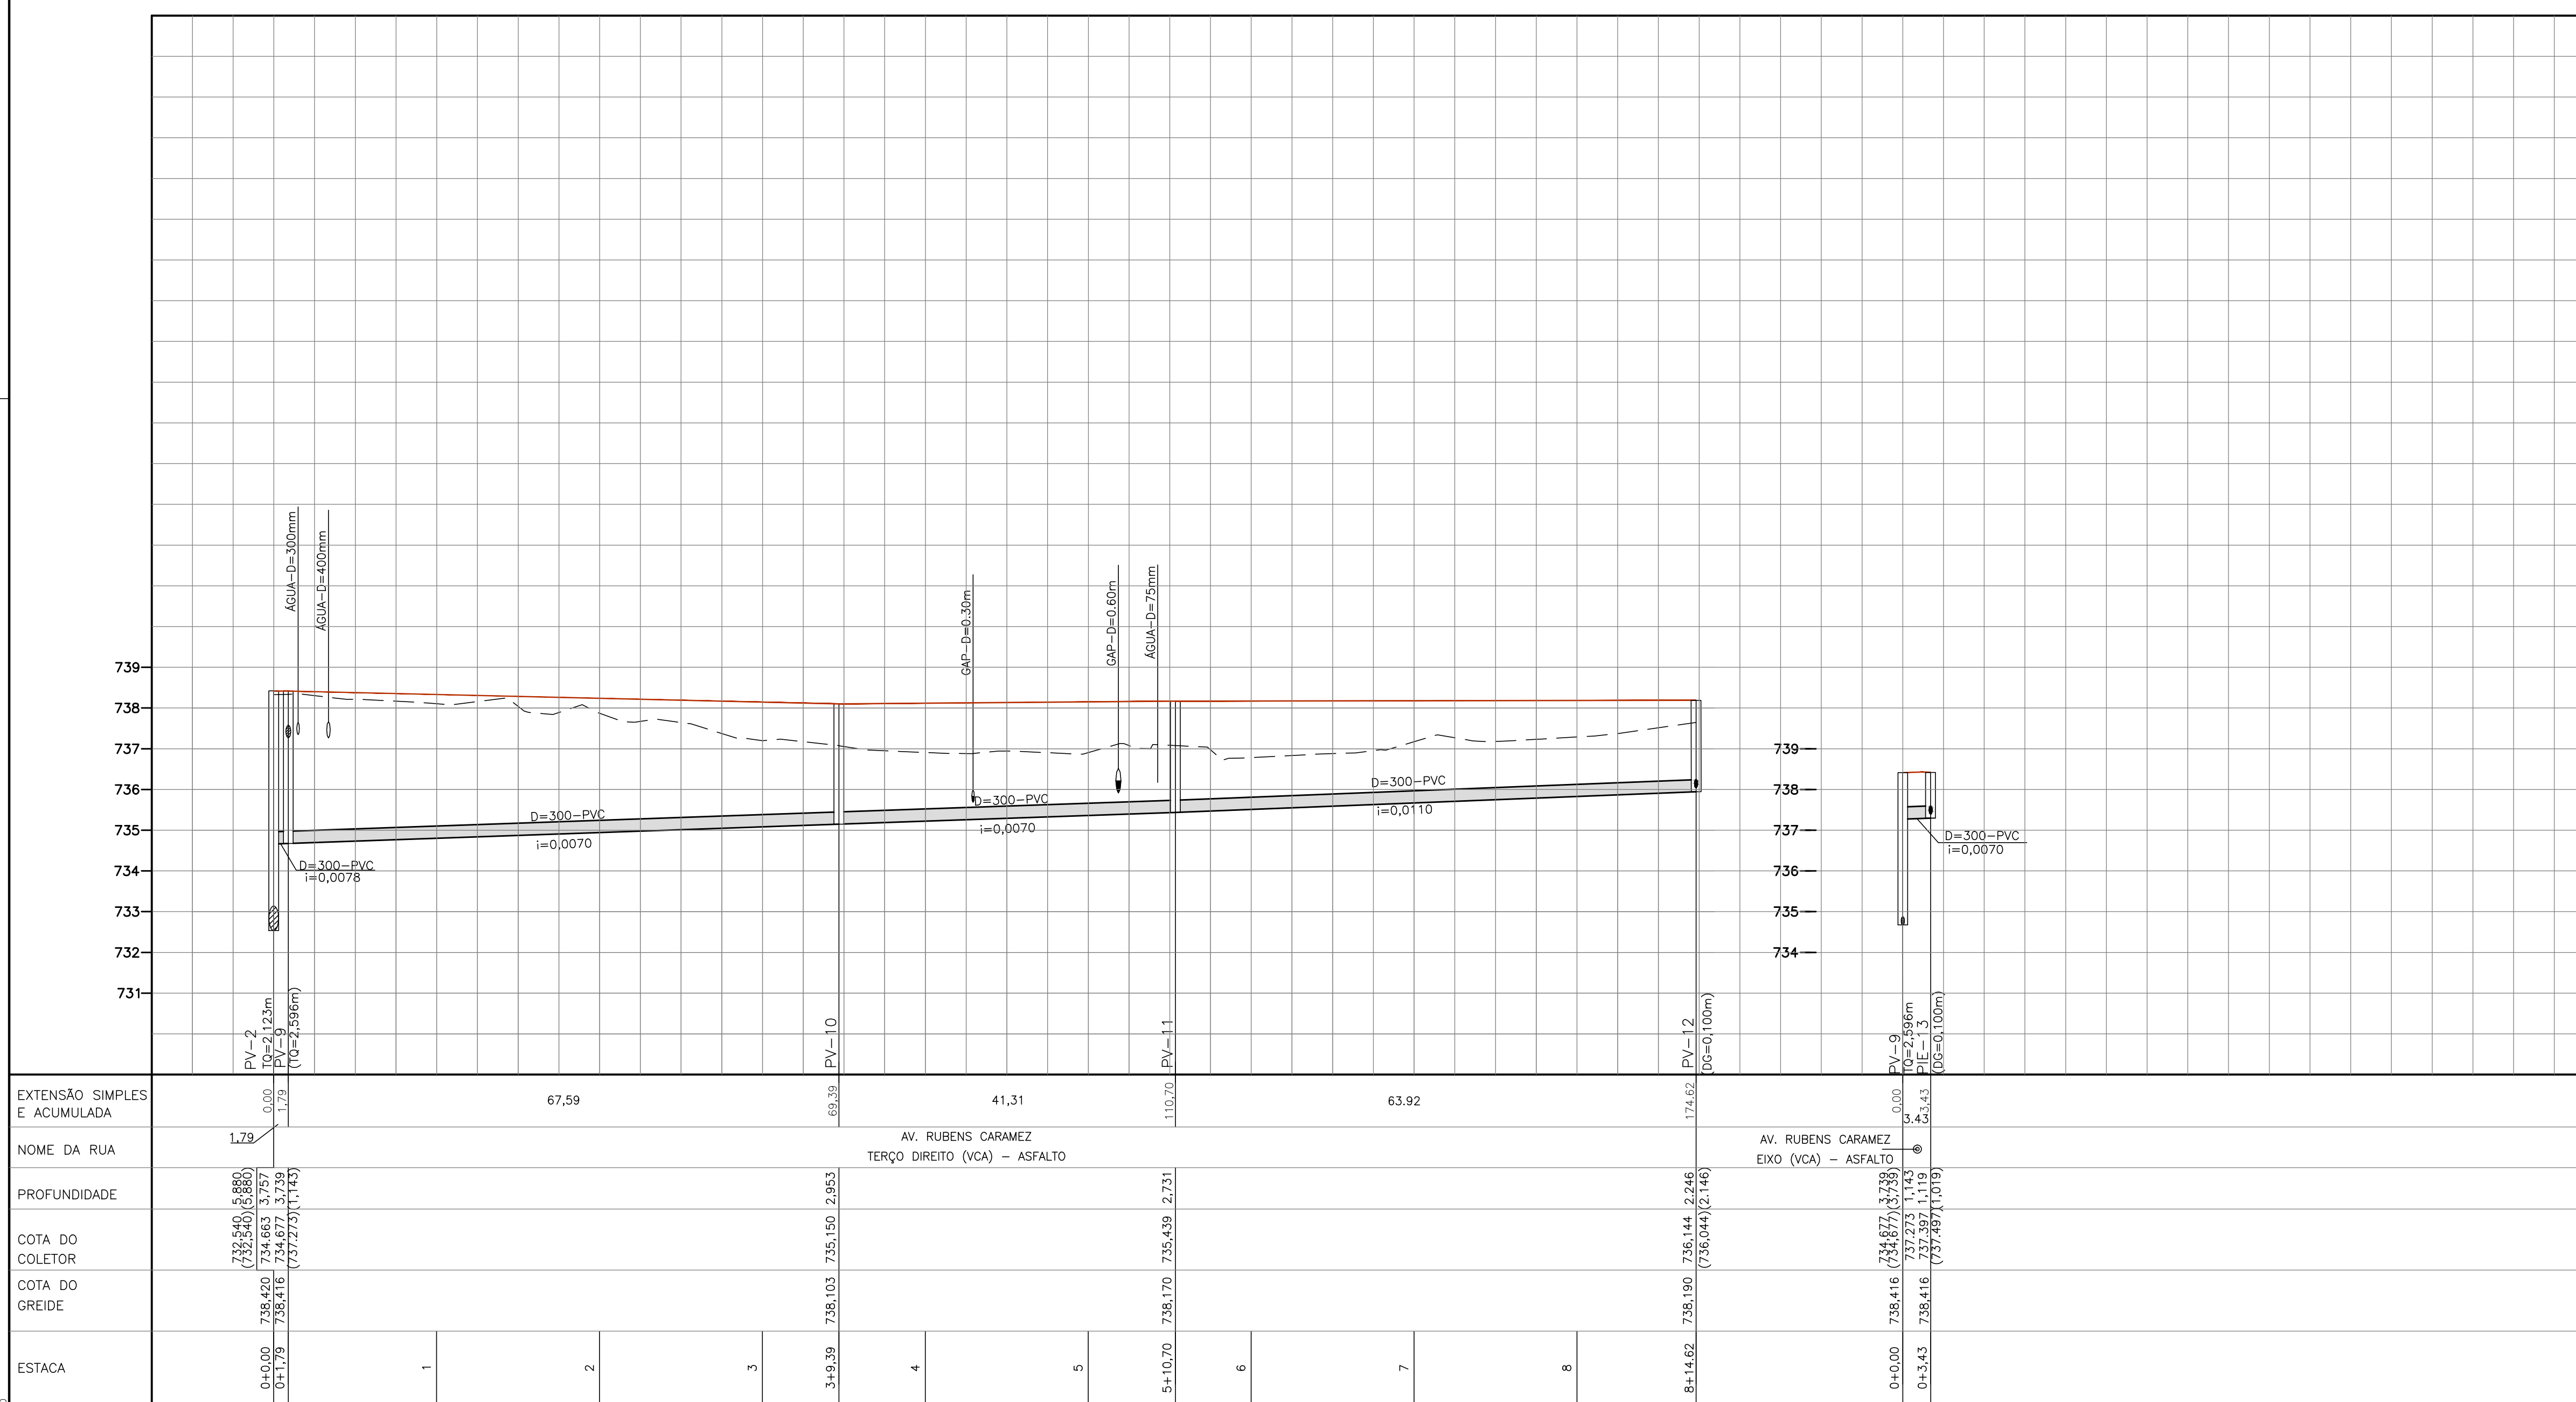 ÁGUA-D=300mm
ÁGUA-D=400mm
GAP-D=0.30m
GAP-D=0.60m
ÁGUA-D=75mm
739
738
737
736
735
734
733
732
731
D=300-PVC
i=0,0078
D=300-PVC
i=0,0070
D=300-PVC
i=0,0070
D=300-PVC
i=0,0110
739
738
737
736
735
734
D=300-PVC
i=0,0070
PV-2
TQ=2,123m
PV-9
(TQ=2,596m)
PV-10
PV-11
PV-12
(DG=0,100m)
PV-9
TQ=2,596m
PIE-13
(DG=0,100m)
EXTENSÃO SIMPLES
E ACUMULADA
0,00
1,79
67,59
69,39
41,31
110,70
63.92
174.62
0,00
3,43
3.43
NOME DA RUA
1,79
AV. RUBENS CARAMEZ
TERÇO DIREITO (VCA) - ASFALTO
AV. RUBENS CARAMEZ
EIXO (VCA) - ASFALTO
PROFUNDIDADE
5,880
(5,880)
3,757
3,739
(1,143)
2,953
2,731
2.246
(2.146)
3,739
(3,739)
1,143
1,119
(1,019)
COTA DO
COLETOR
732,540
(732,540)
734.663
734,677
(737.273)
735,150
735,439
736,144
(736,044)
734,677
(734,677)
737.273
737.397
(737.497)
COTA DO
GREIDE
738,420
738,416
738,103
738,170
738,190
738,416
738,416
ESTACA
0+0,00
0+1,79
1
2
3
3+9,39
4
5
5+10,70
6
7
8
8+14.62
0+0,00
0+3,43